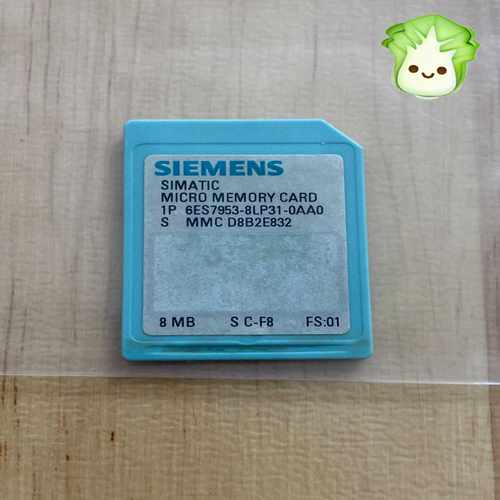 SIEMENS
SIMATIC
MICRO MEMORY CARD
1P 6ES7953-8LP31-0AA0
S MMC D8B2E832
8 MB S C-F8 FS:01